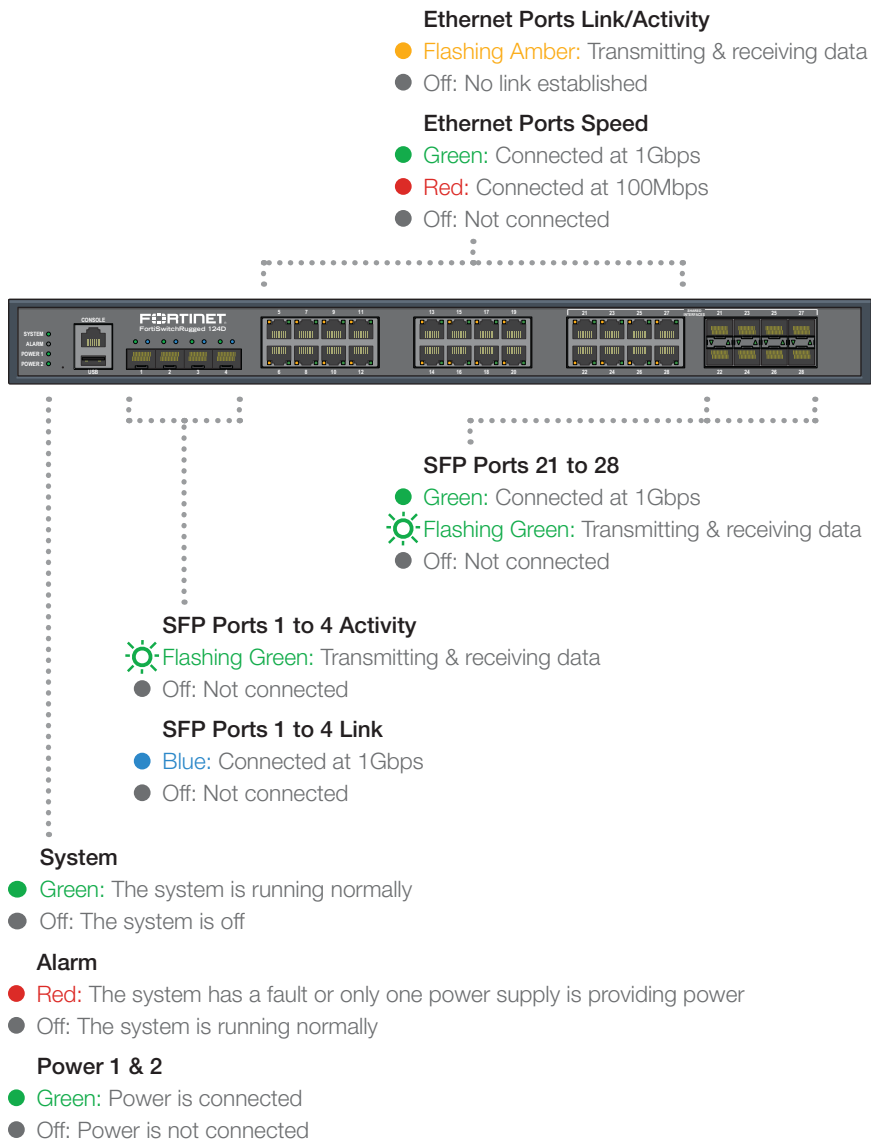 Ethernet Ports Link/Activity
Flashing Amber: Transmitting & receiving data
Off: No link established
Ethernet Ports Speed
Green: Connected at 1Gbps
Red: Connected at 100Mbps
Off: Not connected
SYSTEM
ALARM
POWER 1
POWER 2
CONSOLE
USB
FORTINET
FortiSwitchRugged 124D
1 2 3 4
5 7 9 11
6 8 10 12
13 15 17 19
14 16 18 20
21 23 25 27
22 24 26 28
SHARED
INTERFACES
21 23 25 27
22 24 26 28
SFP Ports 21 to 28
Green: Connected at 1Gbps
Flashing Green: Transmitting & receiving data
Off: Not connected
SFP Ports 1 to 4 Activity
Flashing Green: Transmitting & receiving data
Off: Not connected
SFP Ports 1 to 4 Link
Blue: Connected at 1Gbps
Off: Not connected
System
Green: The system is running normally
Off: The system is off
Alarm
Red: The system has a fault or only one power supply is providing power
Off: The system is running normally
Power 1 & 2
Green: Power is connected
Off: Power is not connected